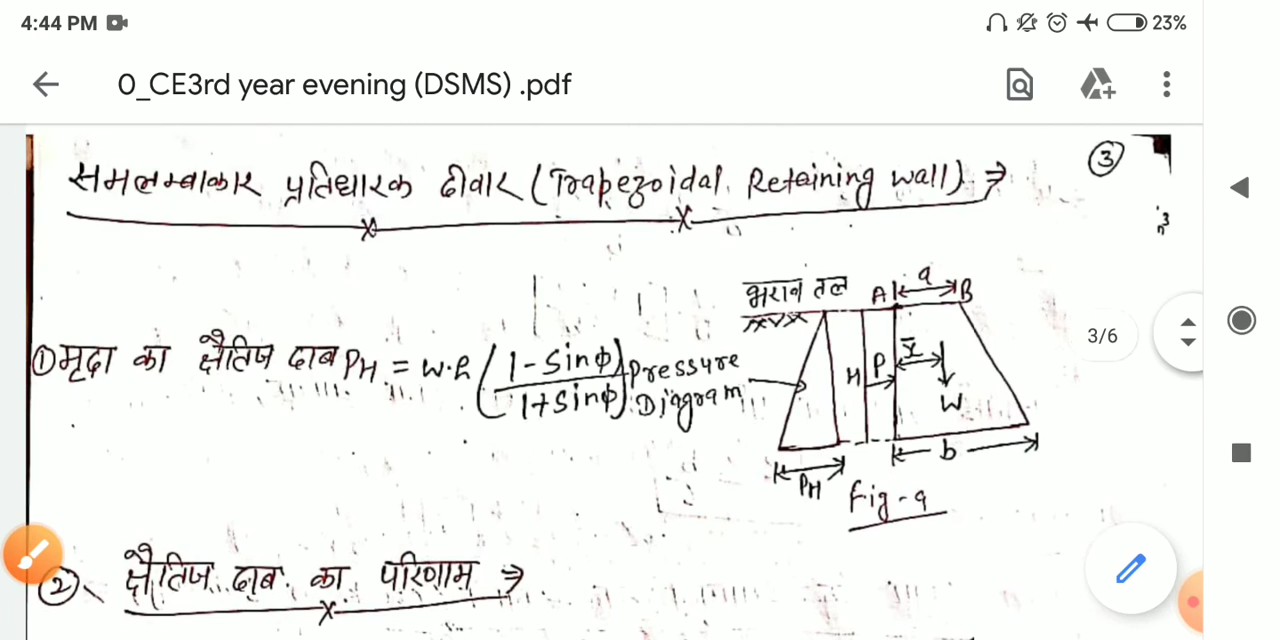 4:44 PM
23%
0_CE3rd year evening (DSMS) .pdf
3
समलम्बाकार प्रतिधारक दीवार (Trapezoidal Retaining wall) ⇒
भराव तल
A a B
3/6
① मृदा का क्षैतिज दाब PH = w.h (1-Sinϕ / 1+Sinϕ)
Pressure Diagram
H P x̄
W
b
PH
Fig-a
② क्षैतिज दाब का परिणाम ⇒